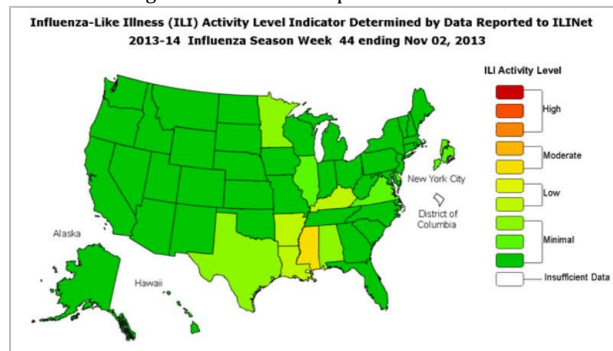 Influenza-Like Illness (ILI) Activity Level Indicator Determined by Data Reported to ILINet
2013-14 Influenza Season Week 44 ending Nov 02, 2013
ILI Activity Level
High
Moderate
Low
New York City
District of
Columbia
Minimal
Alaska
Hawaii
Insufficient Data